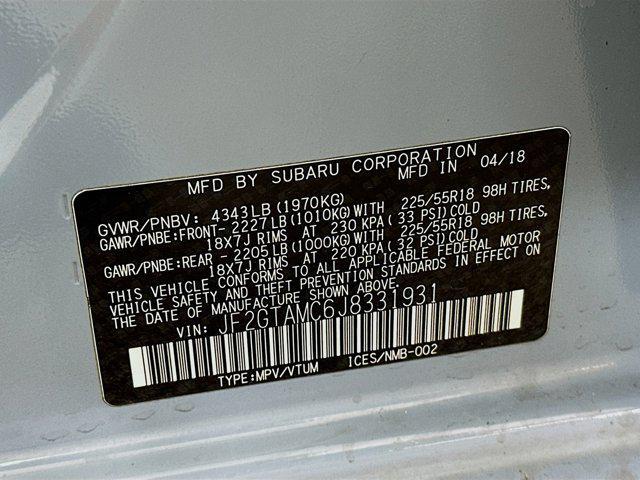 MFD BY SUBARU CORPORATION MFD IN 04/18
GVWR/PNBV: 4343LB (1970KG)
GAWR/PNBE:FRONT- 2227LB (1010KG) WITH 225/55R18 98H TIRES,
18X7J RIMS AT 230 KPA (33 PSI) COLD
GAWR/PNBE:REAR - 2205LB (1000KG) WITH 225/55R18 98H TIRES,
18X7J RIMS AT 220 KPA (32 PSI) COLD
THIS VEHICLE CONFORMS TO ALL APPLICABLE FEDERAL MOTOR
VEHICLE SAFETY AND THEFT PREVENTION STANDARDS IN EFFECT ON
THE DATE OF MANUFACTURE SHOWN ABOVE.
VIN: JF2GTAMC6J8331931
TYPE:MPV/VTUM ICES/NMB-002